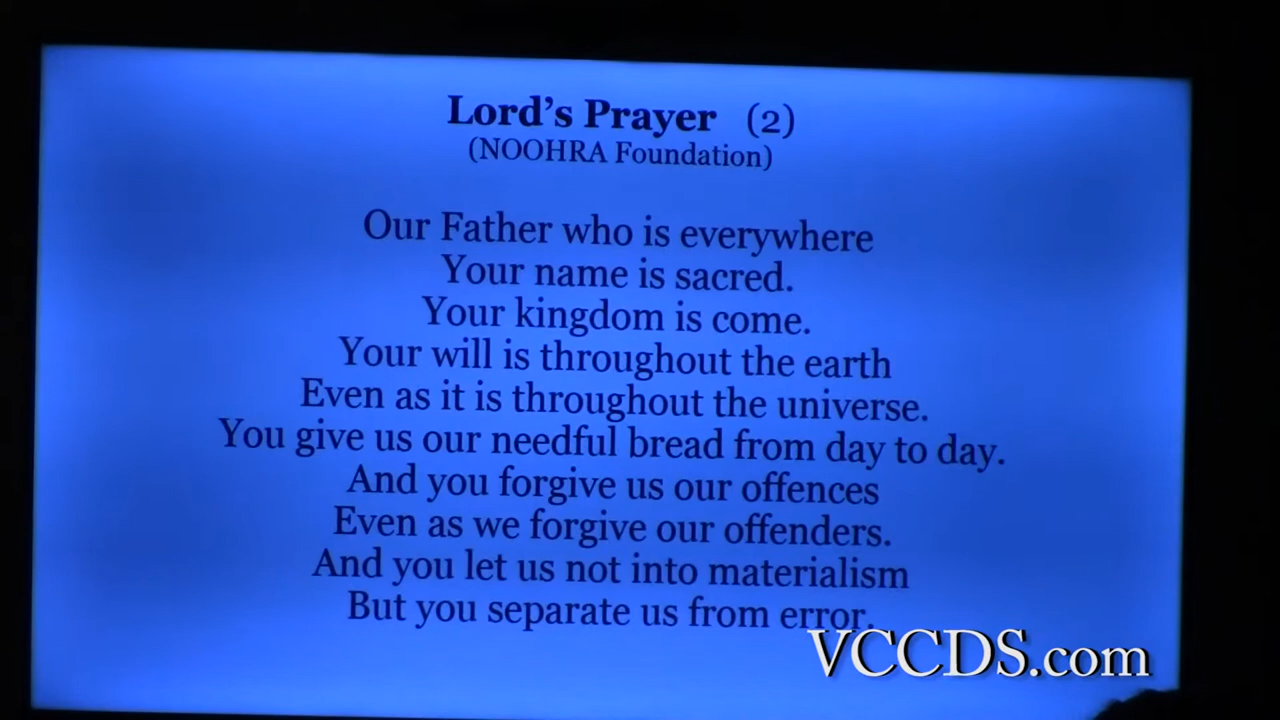 Lord's Prayer (2)
(NOOHRA Foundation)
Our Father who is everywhere
Your name is sacred.
Your kingdom is come.
Your will is throughout the earth
Even as it is throughout the universe.
You give us our needful bread from day to day.
And you forgive us our offences
Even as we forgive our offenders.
And you let us not into materialism
But you separate us from error.
VCCDS.com